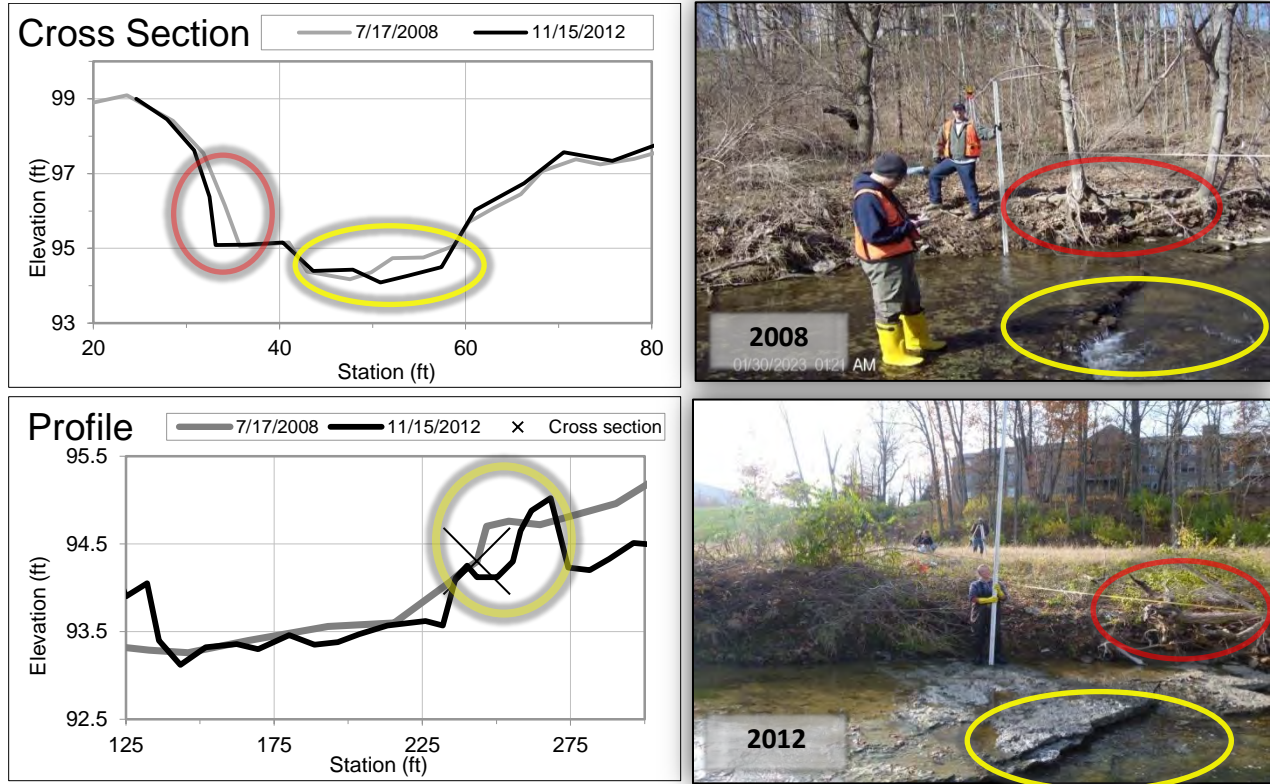 Cross Section
7/17/2008
11/15/2012
Elevation (ft)
99
97
95
93
20
40
60
80
Station (ft)
2008
01/30/2023 01:21 AM
Profile
7/17/2008
11/15/2012
× Cross section
Elevation (ft)
95.5
94.5
93.5
92.5
125
175
225
275
Station (ft)
2012